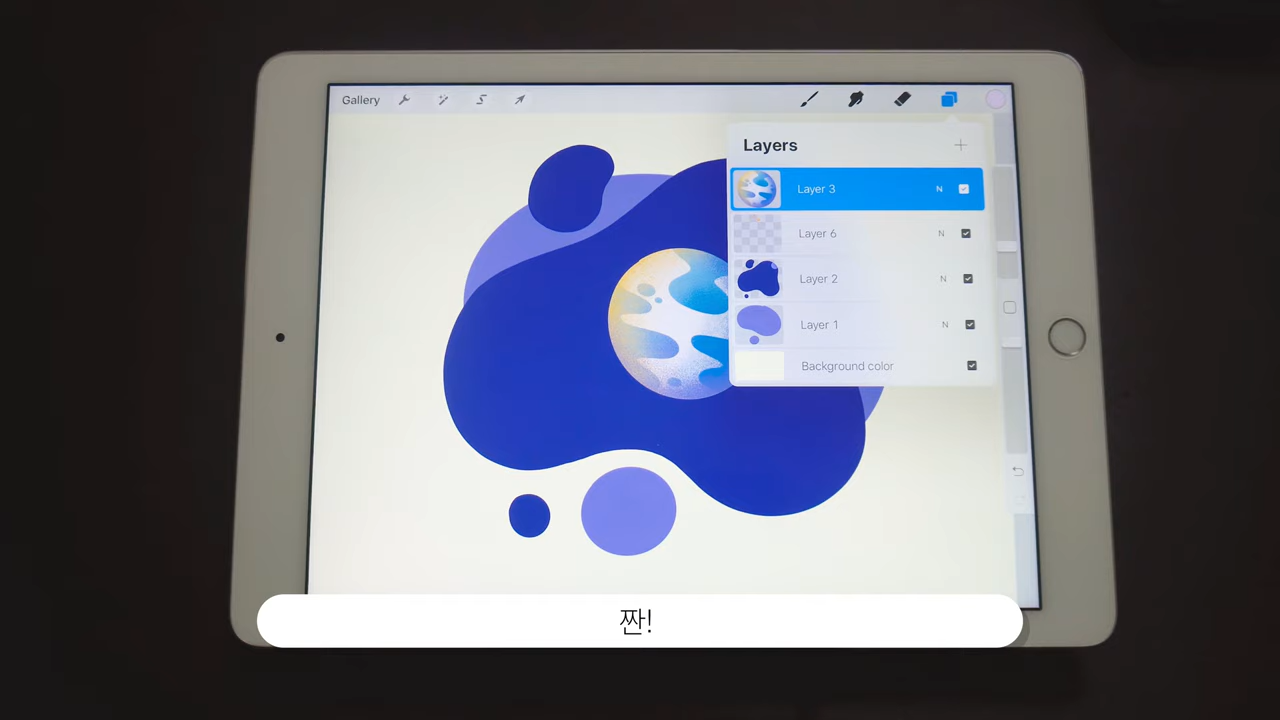 Gallery
Layers
Layer 3 N
Layer 6 N
Layer 2 N
Layer 1 N
Background color
짠!